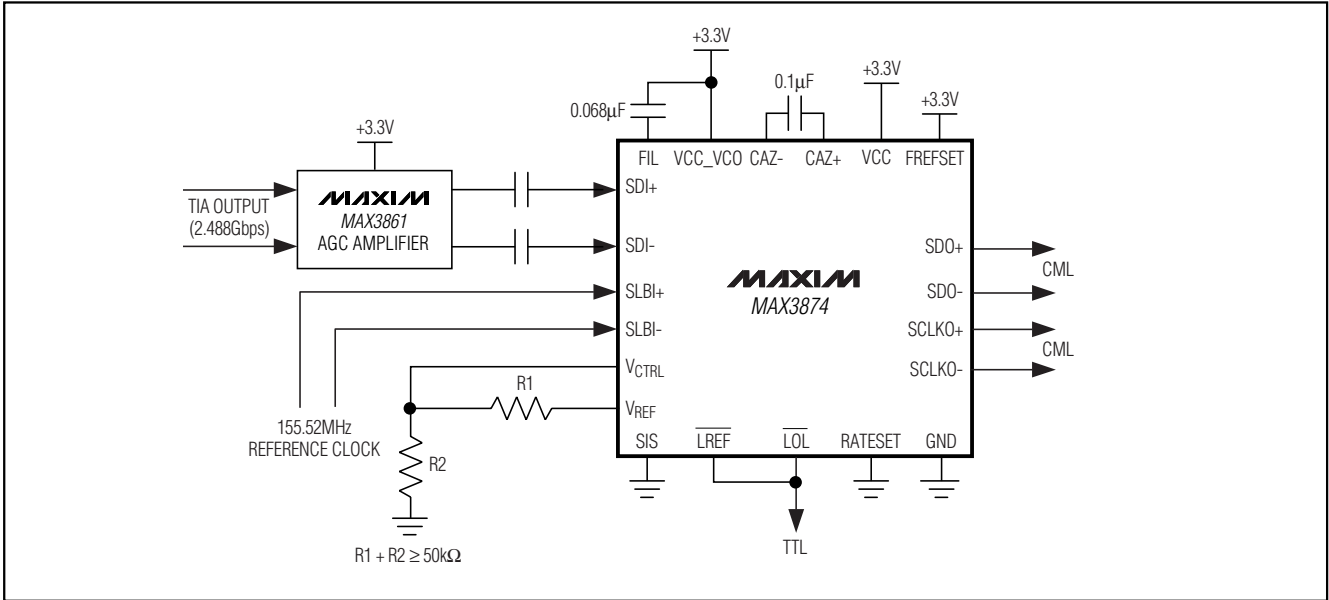 +3.3V
+3.3V
0.1μF
+3.3V
0.068μF
+3.3V
FIL VCC_VCO CAZ- CAZ+ VCC FREFSET
MAXIM
MAX3861
AGC AMPLIFIER
TIA OUTPUT
(2.488Gbps)
SDI+
SDI-
SLBI+
SLBI-
VCTRL
VREF
MAXIM
MAX3874
SDO+
SDO-
CML
SCLKO+
SCLKO-
CML
R1
155.52MHz
REFERENCE CLOCK
R2
SIS LREF LOL RATESET GND
TTL
R1 + R2 ≥ 50kΩ